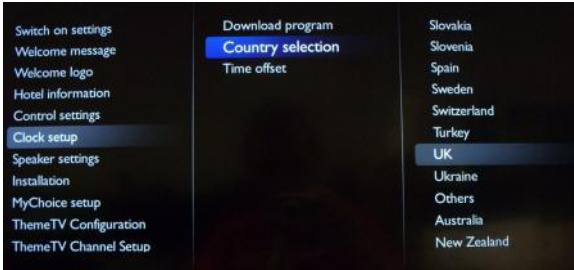 Switch on settings
Welcome message
Welcome logo
Hotel information
Control settings
Clock setup
Speaker settings
Installation
MyChoice setup
ThemeTV Configuration
ThemeTV Channel Setup
Download program
Country selection
Time offset
Slovakia
Slovenia
Spain
Sweden
Switzerland
Turkey
UK
Ukraine
Others
Australia
New Zealand